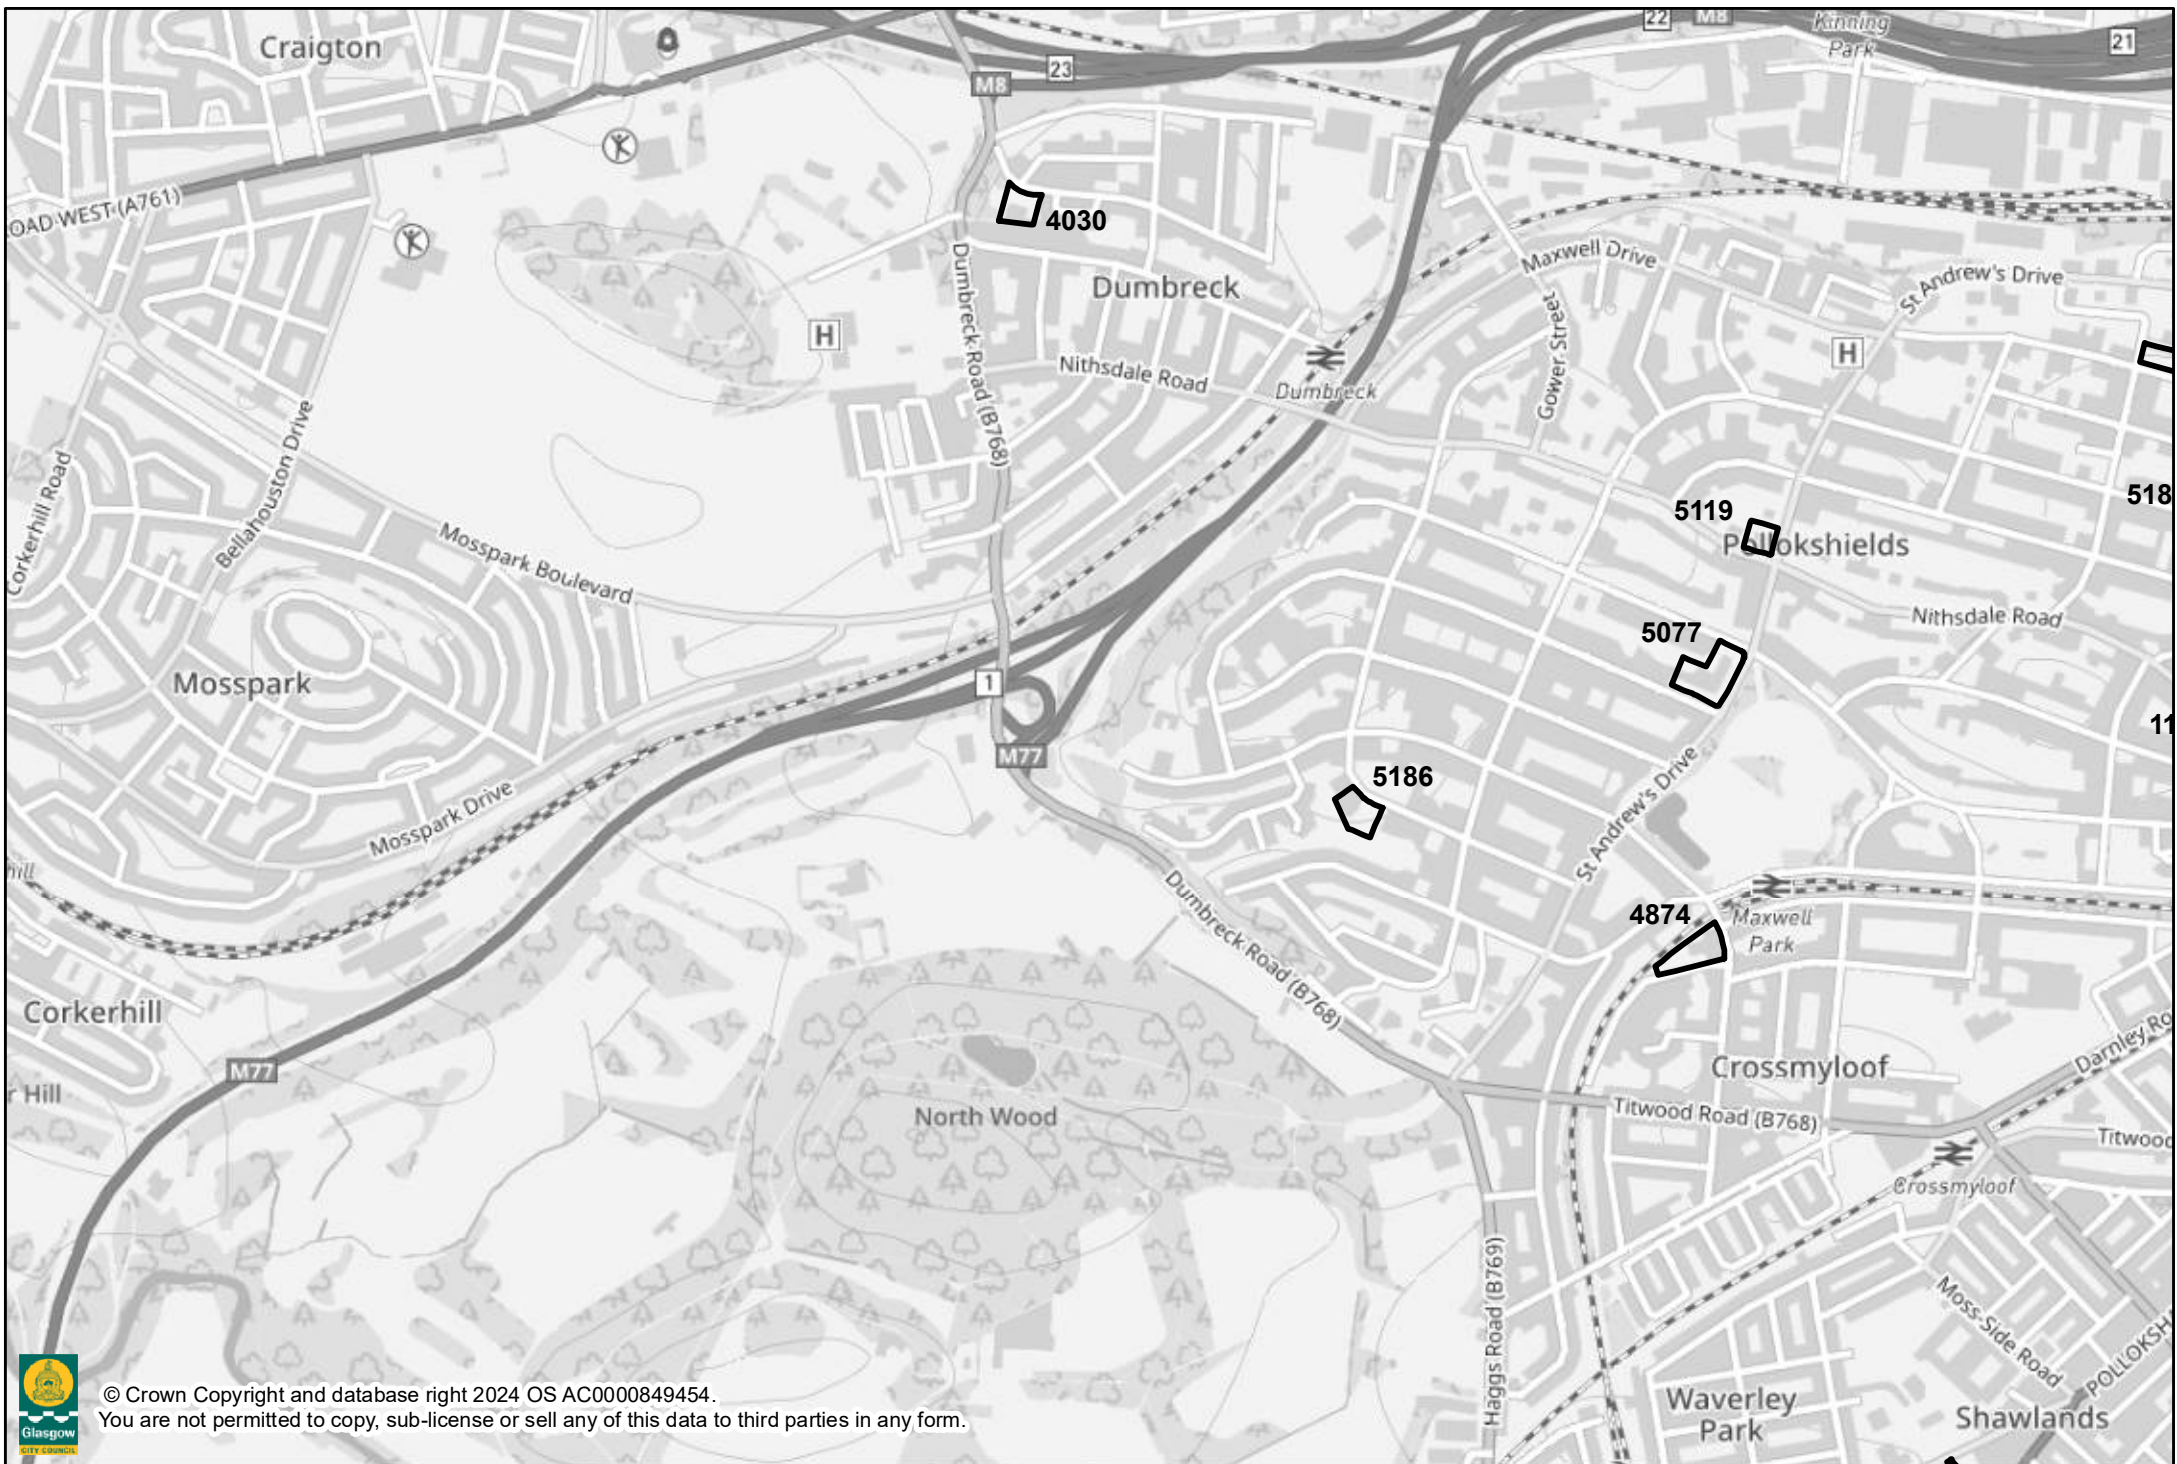 Craigton
23
M8
22
M8
Kinning
Park
21
OAD WEST (A761)
4030
Dumbreck
Maxwell Drive
St Andrew's Drive
H
Dumbreck Road (B768)
Gower Street
H
Nithsdale Road
Dumbreck
Corkerhill Road
Bellahouston Drive
Mosspark Boulevard
518
5119
Pollokshields
Nithsdale Road
5077
Mosspark
1
M77
11
5186
Mosspark Drive
St Andrew's Drive
hill
Dumbreck Road (B768)
4874
Maxwell
Park
Corkerhill
M77
r Hill
North Wood
Crossmyloof
Darnley Ro
Titwood Road (B768)
Titwood
Crossmyloof
Haggs Road (B769)
Moss-Side Road
POLLOKSH
Waverley
Park
Shawlands
Glasgow
CITY COUNCIL
© Crown Copyright and database right 2024 OS AC0000849454.
You are not permitted to copy, sub-license or sell any of this data to third parties in any form.